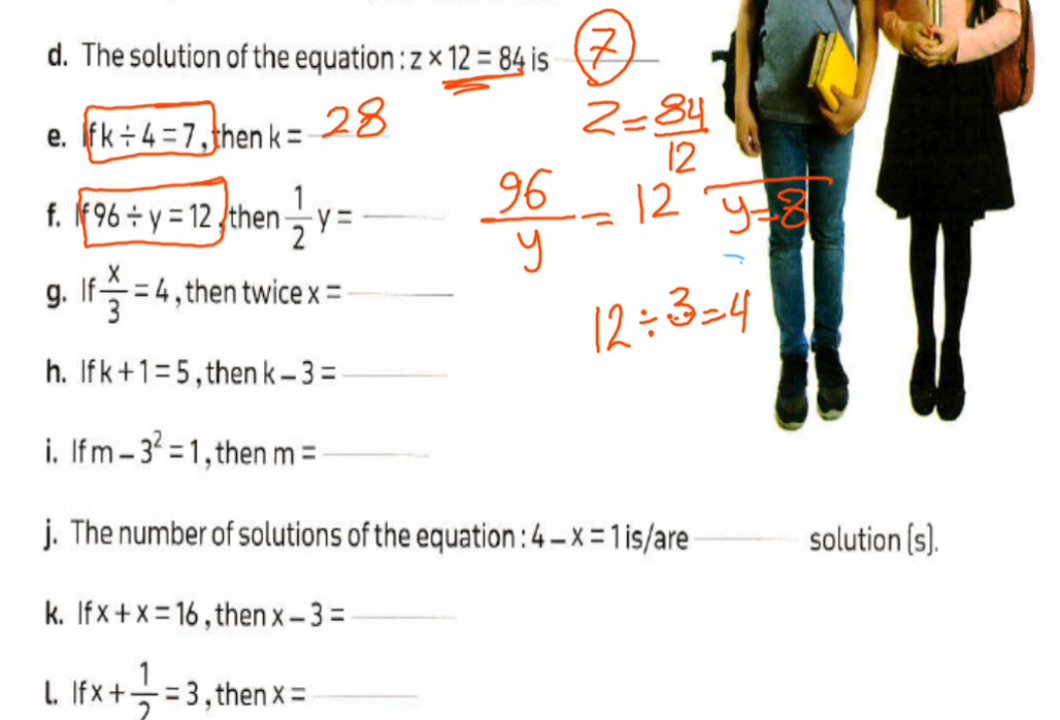 d. The solution of the equation : z × 12 = 84 is 7
z = 84/12
e. If k ÷ 4 = 7 , then k = 28
f. If 96 ÷ y = 12 , then 1/2 y =
96/y = 12 y=8
g. If x/3 = 4 , then twice x =
12 ÷ 3 = 4
h. If k + 1 = 5 , then k – 3 =
i. If m – 3² = 1 , then m =
j. The number of solutions of the equation : 4 – x = 1 is/are solution (s).
k. If x + x = 16 , then x – 3 =
l. If x + 1/2 = 3 , then x =